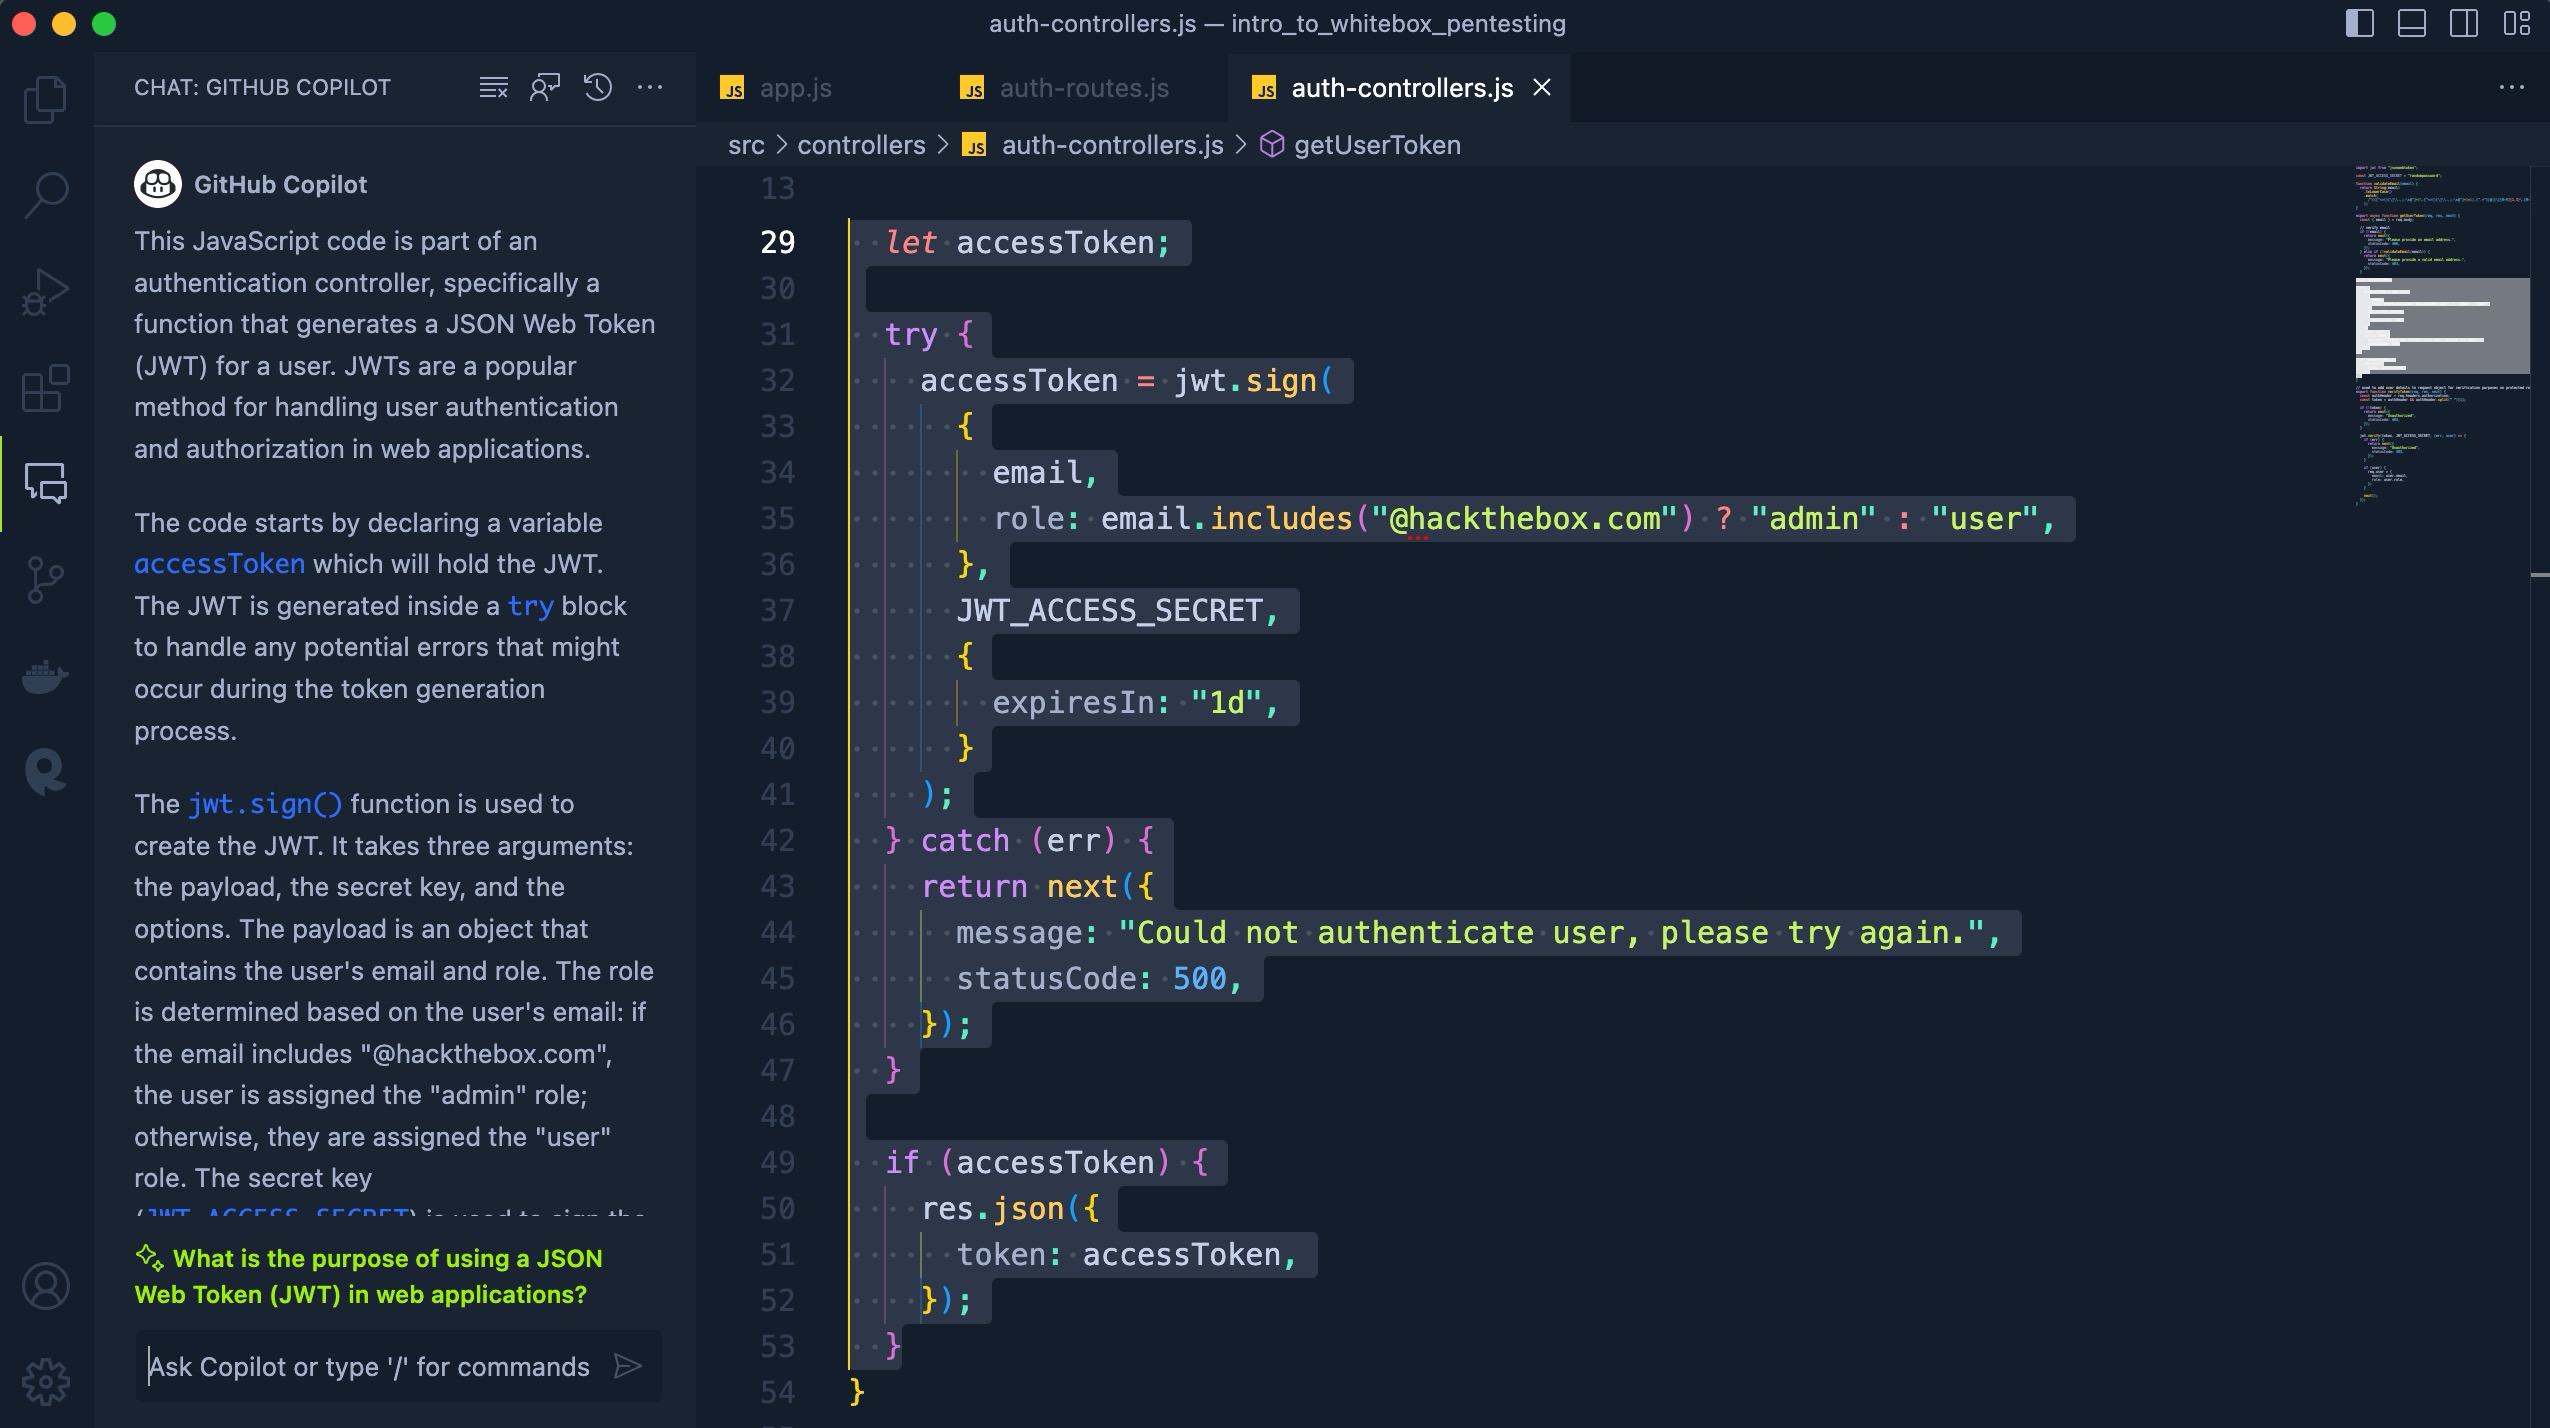 auth-controllers.js — intro_to_whitebox_pentesting
CHAT: GITHUB COPILOT
GitHub Copilot
This JavaScript code is part of an
authentication controller, specifically a
function that generates a JSON Web Token
(JWT) for a user. JWTs are a popular
method for handling user authentication
and authorization in web applications.
The code starts by declaring a variable
accessToken which will hold the JWT.
The JWT is generated inside a try block
to handle any potential errors that might
occur during the token generation
process.
The jwt.sign() function is used to
create the JWT. It takes three arguments:
the payload, the secret key, and the
options. The payload is an object that
contains the user's email and role. The role
is determined based on the user's email: if
the email includes "@hackthebox.com",
the user is assigned the "admin" role;
otherwise, they are assigned the "user"
role. The secret key
(JWT_ACCESS_SECRET) is used to sign the
What is the purpose of using a JSON
Web Token (JWT) in web applications?
Ask Copilot or type '/' for commands
JS app.js
JS auth-routes.js
JS auth-controllers.js
src > controllers > JS auth-controllers.js > getUserToken
13
29 let accessToken;
30
31 try {
32 accessToken = jwt.sign(
33 {
34 email,
35 role: email.includes("@hackthebox.com") ? "admin" : "user",
36 },
37 JWT_ACCESS_SECRET,
38 {
39 expiresIn: "1d",
40 }
41 );
42 } catch (err) {
43 return next({
44 message: "Could not authenticate user, please try again.",
45 statusCode: 500,
46 });
47 }
48
49 if (accessToken) {
50 res.json({
51 token: accessToken,
52 });
53 }
54 }